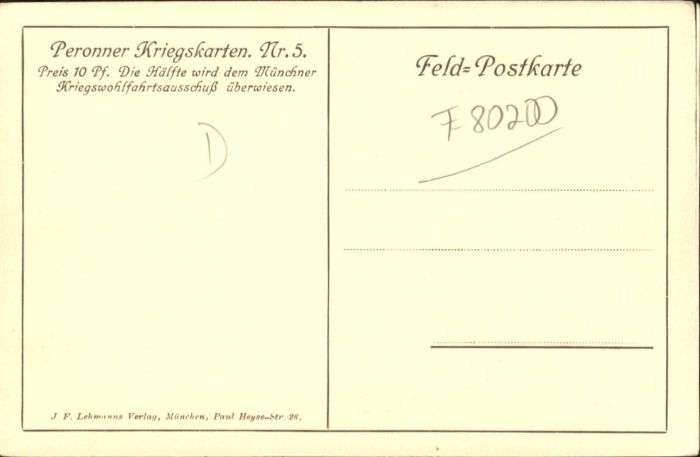 Peronner Kriegskarten. Nr. 5.
Preis 10 Pf. Die Hälfte wird dem Münchner
Kriegswohlfahrtsausschuß überwiesen.
Feld=Postkarte
D
J. F. Lehmanns Verlag, München, Paul Heyse-Str. 26.